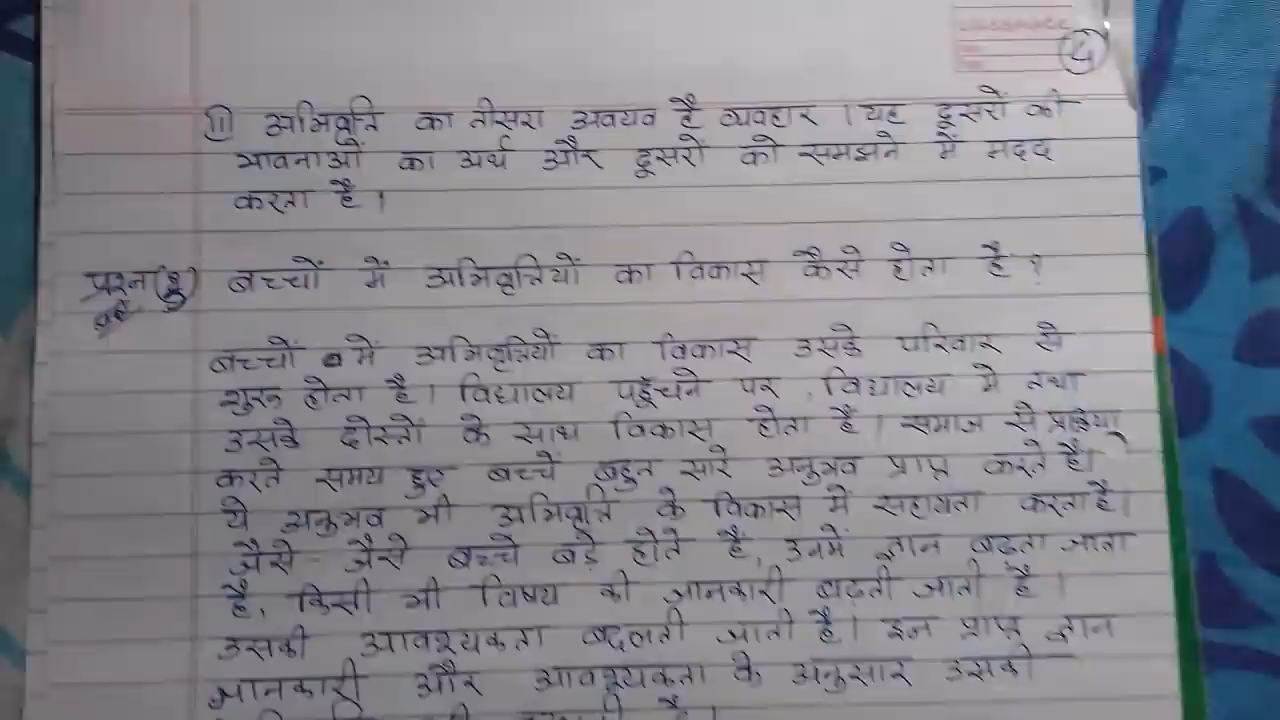 4
iii) अभिवृत्ति का तीसरा अवयव है व्यवहार । यह दूसरों की
भावनाओं का अर्थ और दूसरों को समझने में मदद
करता है ।
प्रश्न बच्चों में अभिवृत्तियों का विकास कैसे होता है ?
बच्चों में अभिवृत्तियों का विकास उसके परिवार से
शुरू होता है । विद्यालय पहुँचने पर , विद्यालय में तथा
उसके दोस्तों के साथ विकास होता है । समाज से
करते समय हुए बच्चें बहुत सारे अनुभव प्राप्त करते है।
ये अनुभव भी अभिवृत्ति के विकास में सहायता करता है।
जैसे - जैसे बच्चे बड़े होते हैं, उनमें ज्ञान बढ़ता जाता
है, किसी भी विषय की जानकारी बढ़ती जाती है ।
उसकी आवश्यकता बदलती जाती है । इन प्राप्त ज्ञान
जानकारी और आवश्यकता के अनुसार उसकी
है ।